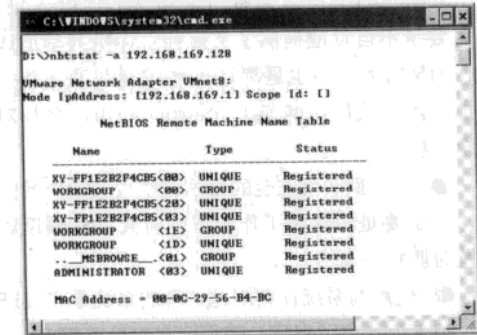 C:\WINDOWS\system32\cmd.exe
D:\>nbtstat -a 192.168.169.128
VMware Network Adapter VMnet8:
Node IpAddress: [192.168.169.1] Scope Id: []
NetBIOS Remote Machine Name Table
Name Type Status
---------------------------------------------
XY-FF1E2B2F4CB5<00> UNIQUE Registered
WORKGROUP <00> GROUP Registered
XY-FF1E2B2F4CB5<20> UNIQUE Registered
XY-FF1E2B2F4CB5<03> UNIQUE Registered
WORKGROUP <1E> GROUP Registered
WORKGROUP <1D> UNIQUE Registered
..__MSBROWSE__.<01> GROUP Registered
ADMINISTRATOR <03> UNIQUE Registered
MAC Address = 00-0C-29-56-B4-BC